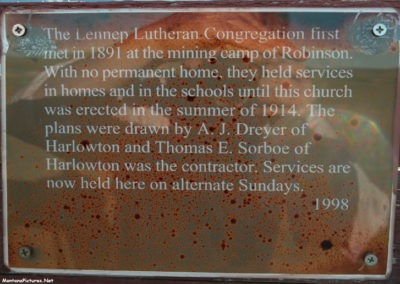 The Lennep Lutheran Congregation first
met in 1891 at the mining camp of Robinson.
With no permanent home, they held services
in homes and in the schools until this church
was erected in the summer of 1914. The
plans were drawn by A. J. Dreyer of
Harlowton and Thomas E. Sorboe of
Harlowton was the contractor. Services are
now held here on alternate Sundays.
1998
MontanaPictures.Net